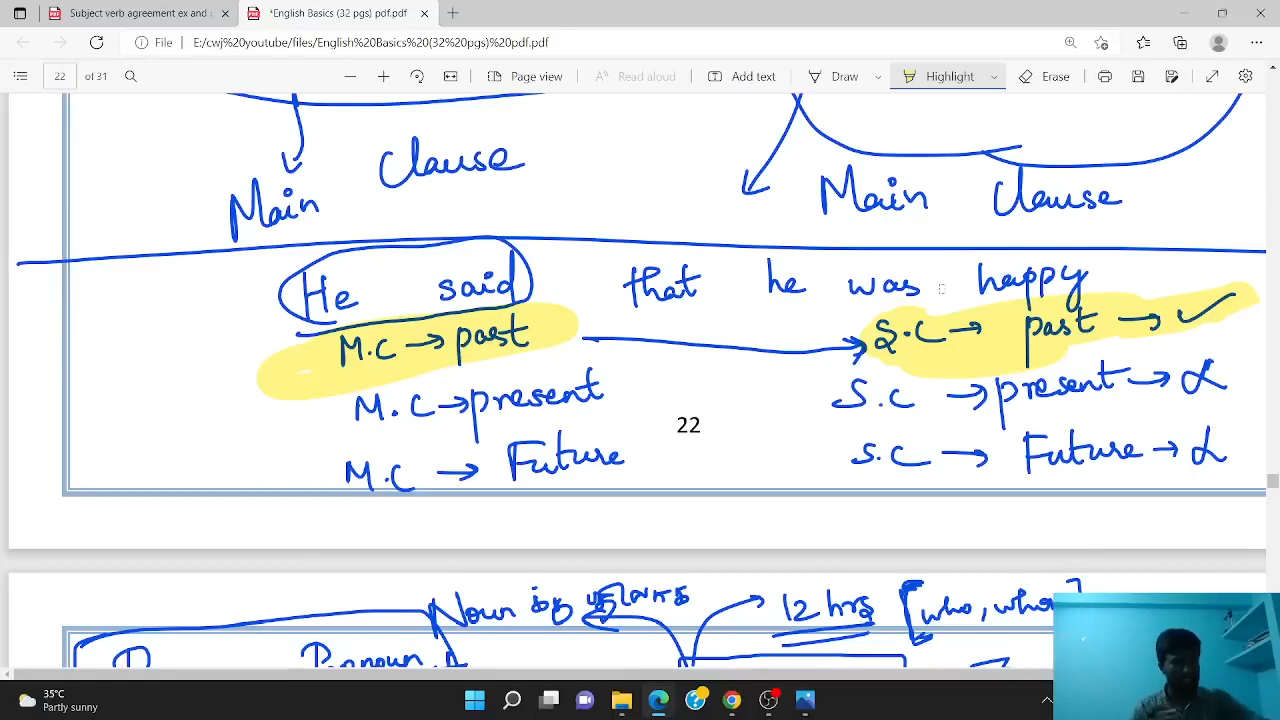 Subject verb agreement ex and
*English Basics (32 pgs) pdf.pdf
File E:/cwj%20youtube/files/English%20Basics%20(32%20pgs)%20pdf.pdf
22 of 31 Page view Read aloud Add text Draw Highlight Erase
Clause
Main
Main Clause
He said that he was happy
M.C → past S.C → past → ✓
M.C → present S.C → present →
M.C → Future S.C → Future →
22
Noun 12 hrs [who,
Pronoun
35°C
Partly sunny